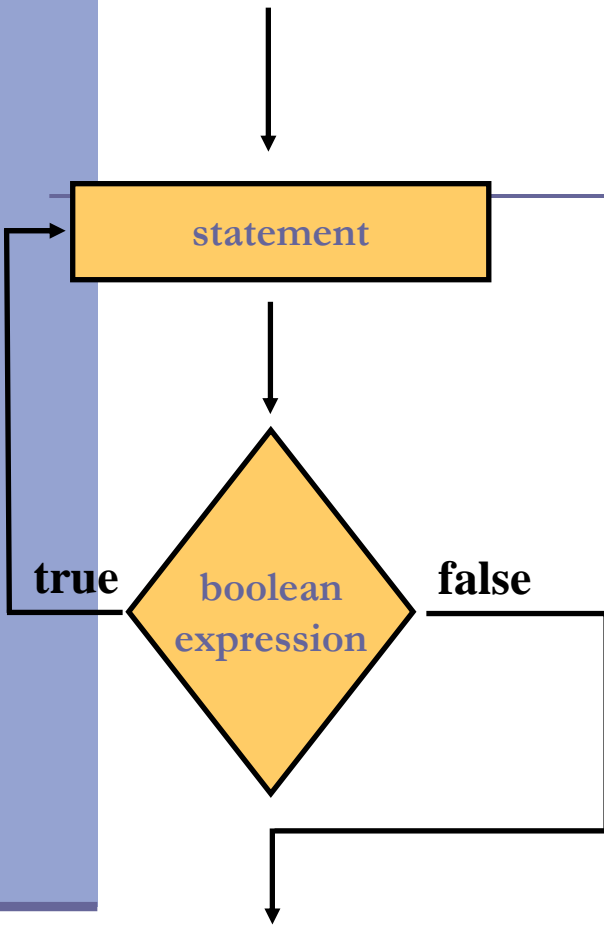 statement
true
boolean
expression
false